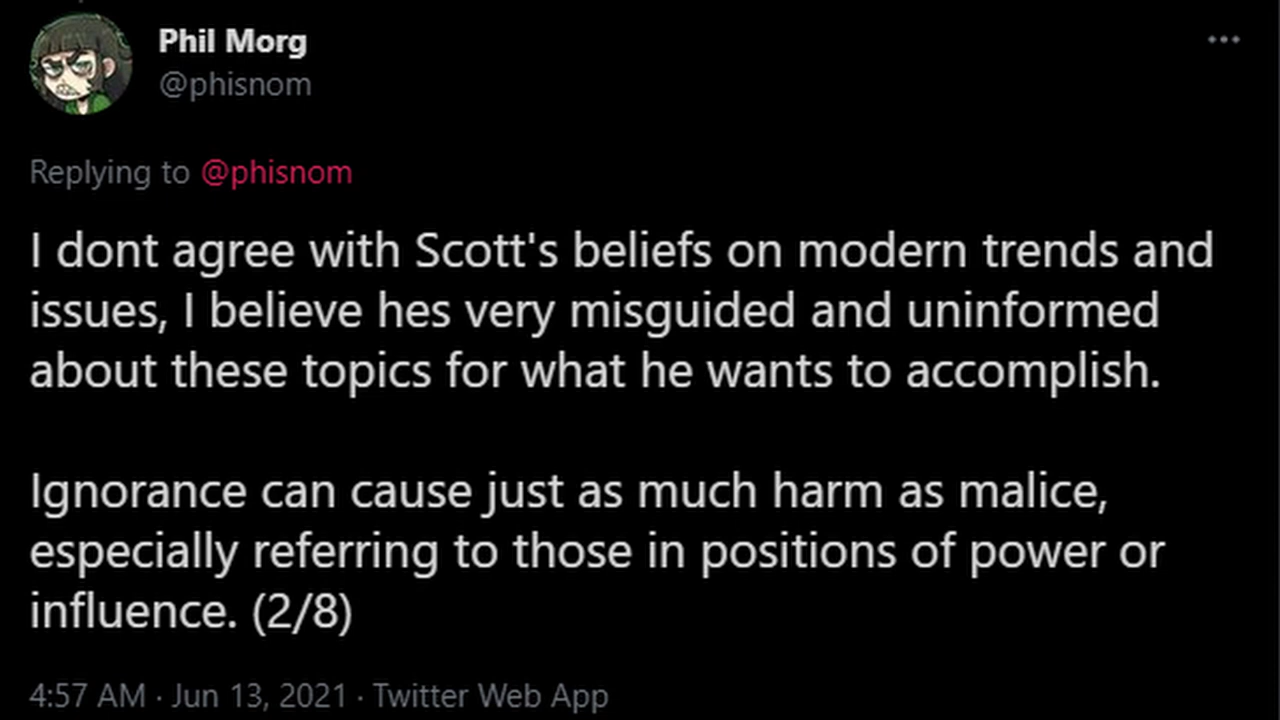 Phil Morg
@phisnom
Replying to @phisnom
I dont agree with Scott's beliefs on modern trends and
issues, I believe hes very misguided and uninformed
about these topics for what he wants to accomplish.
Ignorance can cause just as much harm as malice,
especially referring to those in positions of power or
influence. (2/8)
4:57 AM · Jun 13, 2021 · Twitter Web App